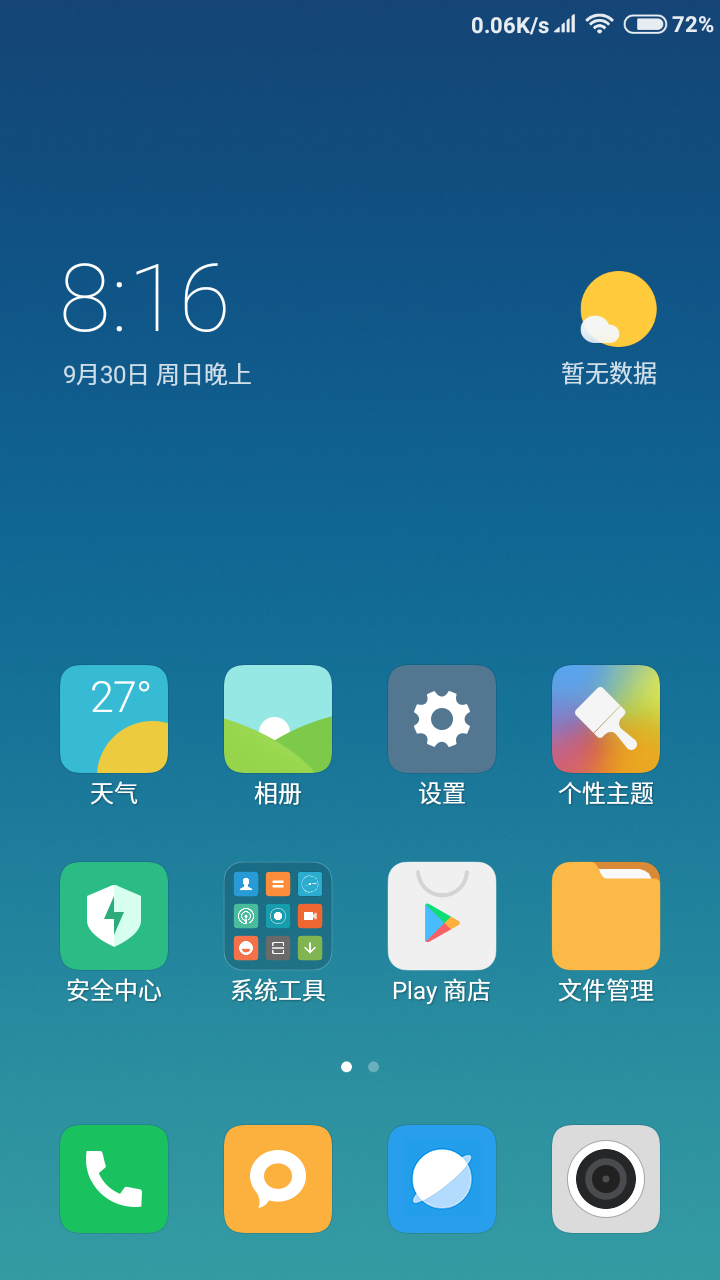 0.06K/s 72%
8:16
9月30日 周日晚上
暂无数据
27°
天气 相册 设置 个性主题
安全中心 系统工具 Play 商店 文件管理